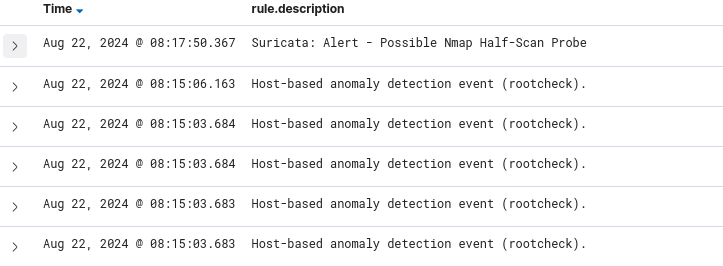 Time rule.description
Aug 22, 2024 @ 08:17:50.367 Suricata: Alert - Possible Nmap Half-Scan Probe
Aug 22, 2024 @ 08:15:06.163 Host-based anomaly detection event (rootcheck).
Aug 22, 2024 @ 08:15:03.684 Host-based anomaly detection event (rootcheck).
Aug 22, 2024 @ 08:15:03.684 Host-based anomaly detection event (rootcheck).
Aug 22, 2024 @ 08:15:03.683 Host-based anomaly detection event (rootcheck).
Aug 22, 2024 @ 08:15:03.683 Host-based anomaly detection event (rootcheck).